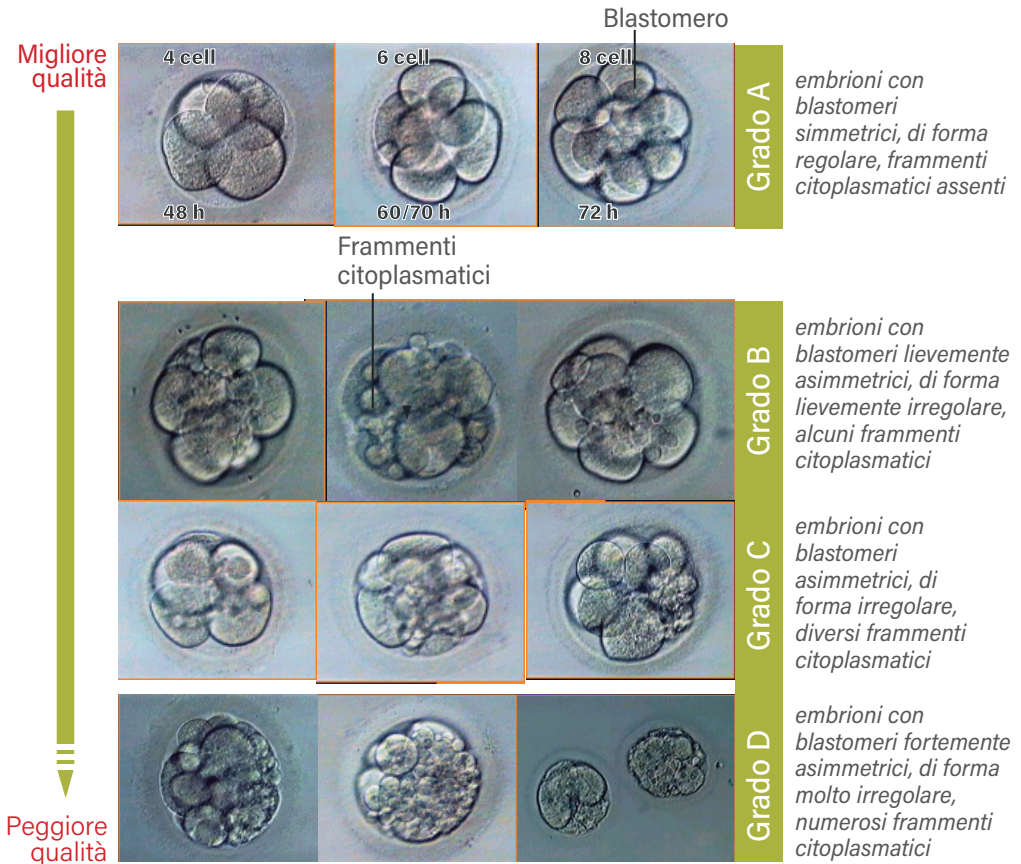 Blastomero
Migliore
qualità
4 cell
6 cell
8 cell
48 h
60/70 h
72 h
Grado A
embrioni con
blastomeri
simmetrici, di forma
regolare, frammenti
citoplasmatici assenti
Frammenti
citoplasmatici
Grado B
embrioni con
blastomeri lievemente
asimmetrici, di forma
lievemente irregolare,
alcuni frammenti
citoplasmatici
Grado C
embrioni con
blastomeri
asimmetrici, di
forma irregolare,
diversi frammenti
citoplasmatici
Grado D
embrioni con
blastomeri fortemente
asimmetrici, di forma
molto irregolare,
numerosi frammenti
citoplasmatici
Peggiore
qualità